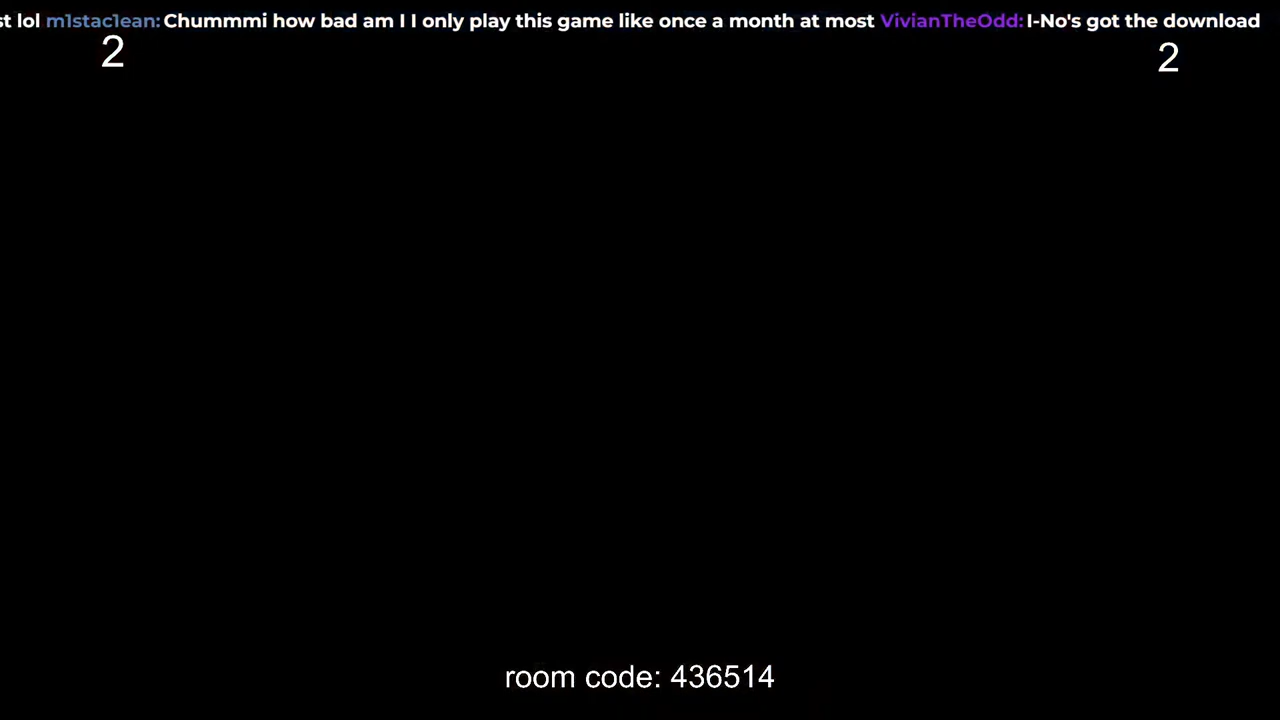 st lol m1stac1ean: Chummmi how bad am I I only play this game like once a month at most VivianTheOdd: I-No's got the download
2
2
room code: 436514